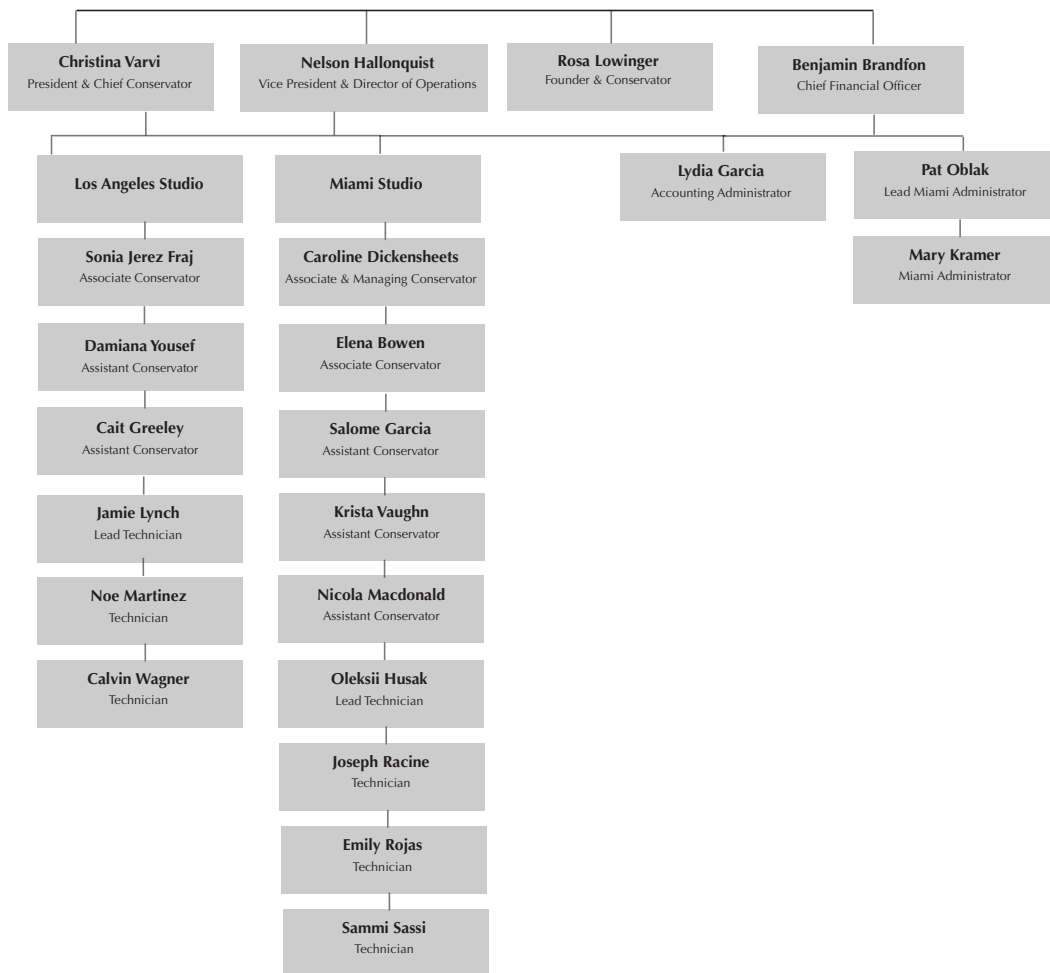 Christina Varvi
President & Chief Conservator
Nelson Hallonquist
Vice President & Director of Operations
Rosa Lowinger
Founder & Conservator
Benjamin Brandfon
Chief Financial Officer
Los Angeles Studio
Miami Studio
Lydia Garcia
Accounting Administrator
Pat Oblak
Lead Miami Administrator
Mary Kramer
Miami Administrator
Sonia Jerez Fraj
Associate Conservator
Damiana Yousef
Assistant Conservator
Cait Greeley
Assistant Conservator
Jamie Lynch
Lead Technician
Noe Martinez
Technician
Calvin Wagner
Technician
Caroline Dickensheets
Associate & Managing Conservator
Elena Bowen
Associate Conservator
Salome Garcia
Assistant Conservator
Krista Vaughn
Assistant Conservator
Nicola Macdonald
Assistant Conservator
Oleksii Husak
Lead Technician
Joseph Racine
Technician
Emily Rojas
Technician
Sammi Sassi
Technician